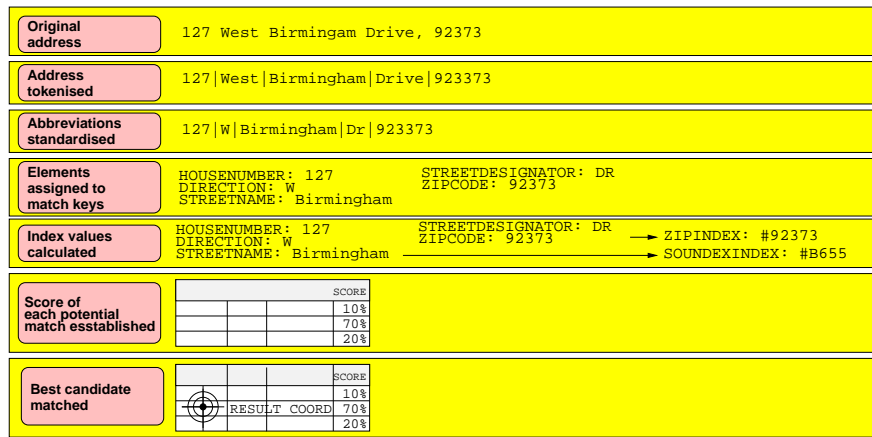 Original
address
127 West Birmingam Drive, 92373
Address
tokenised
127|West|Birmingham|Drive|923373
Abbreviations
standardised
127|W|Birmingham|Dr|923373
Elements
assigned to
match keys
HOUSENUMBER: 127
DIRECTION: W
STREETNAME: Birmingham
STREETDESIGNATOR: DR
ZIPCODE: 92373
Index values
calculated
HOUSENUMBER: 127
DIRECTION: W
STREETNAME: Birmingham
STREETDESIGNATOR: DR
ZIPCODE: 92373
ZIPINDEX: #92373
SOUNDEXINDEX: #B655
Score of
each potential
match esstablished
SCORE
10%
70%
20%
Best candidate
matched
SCORE
10%
RESULT COORD 70%
20%